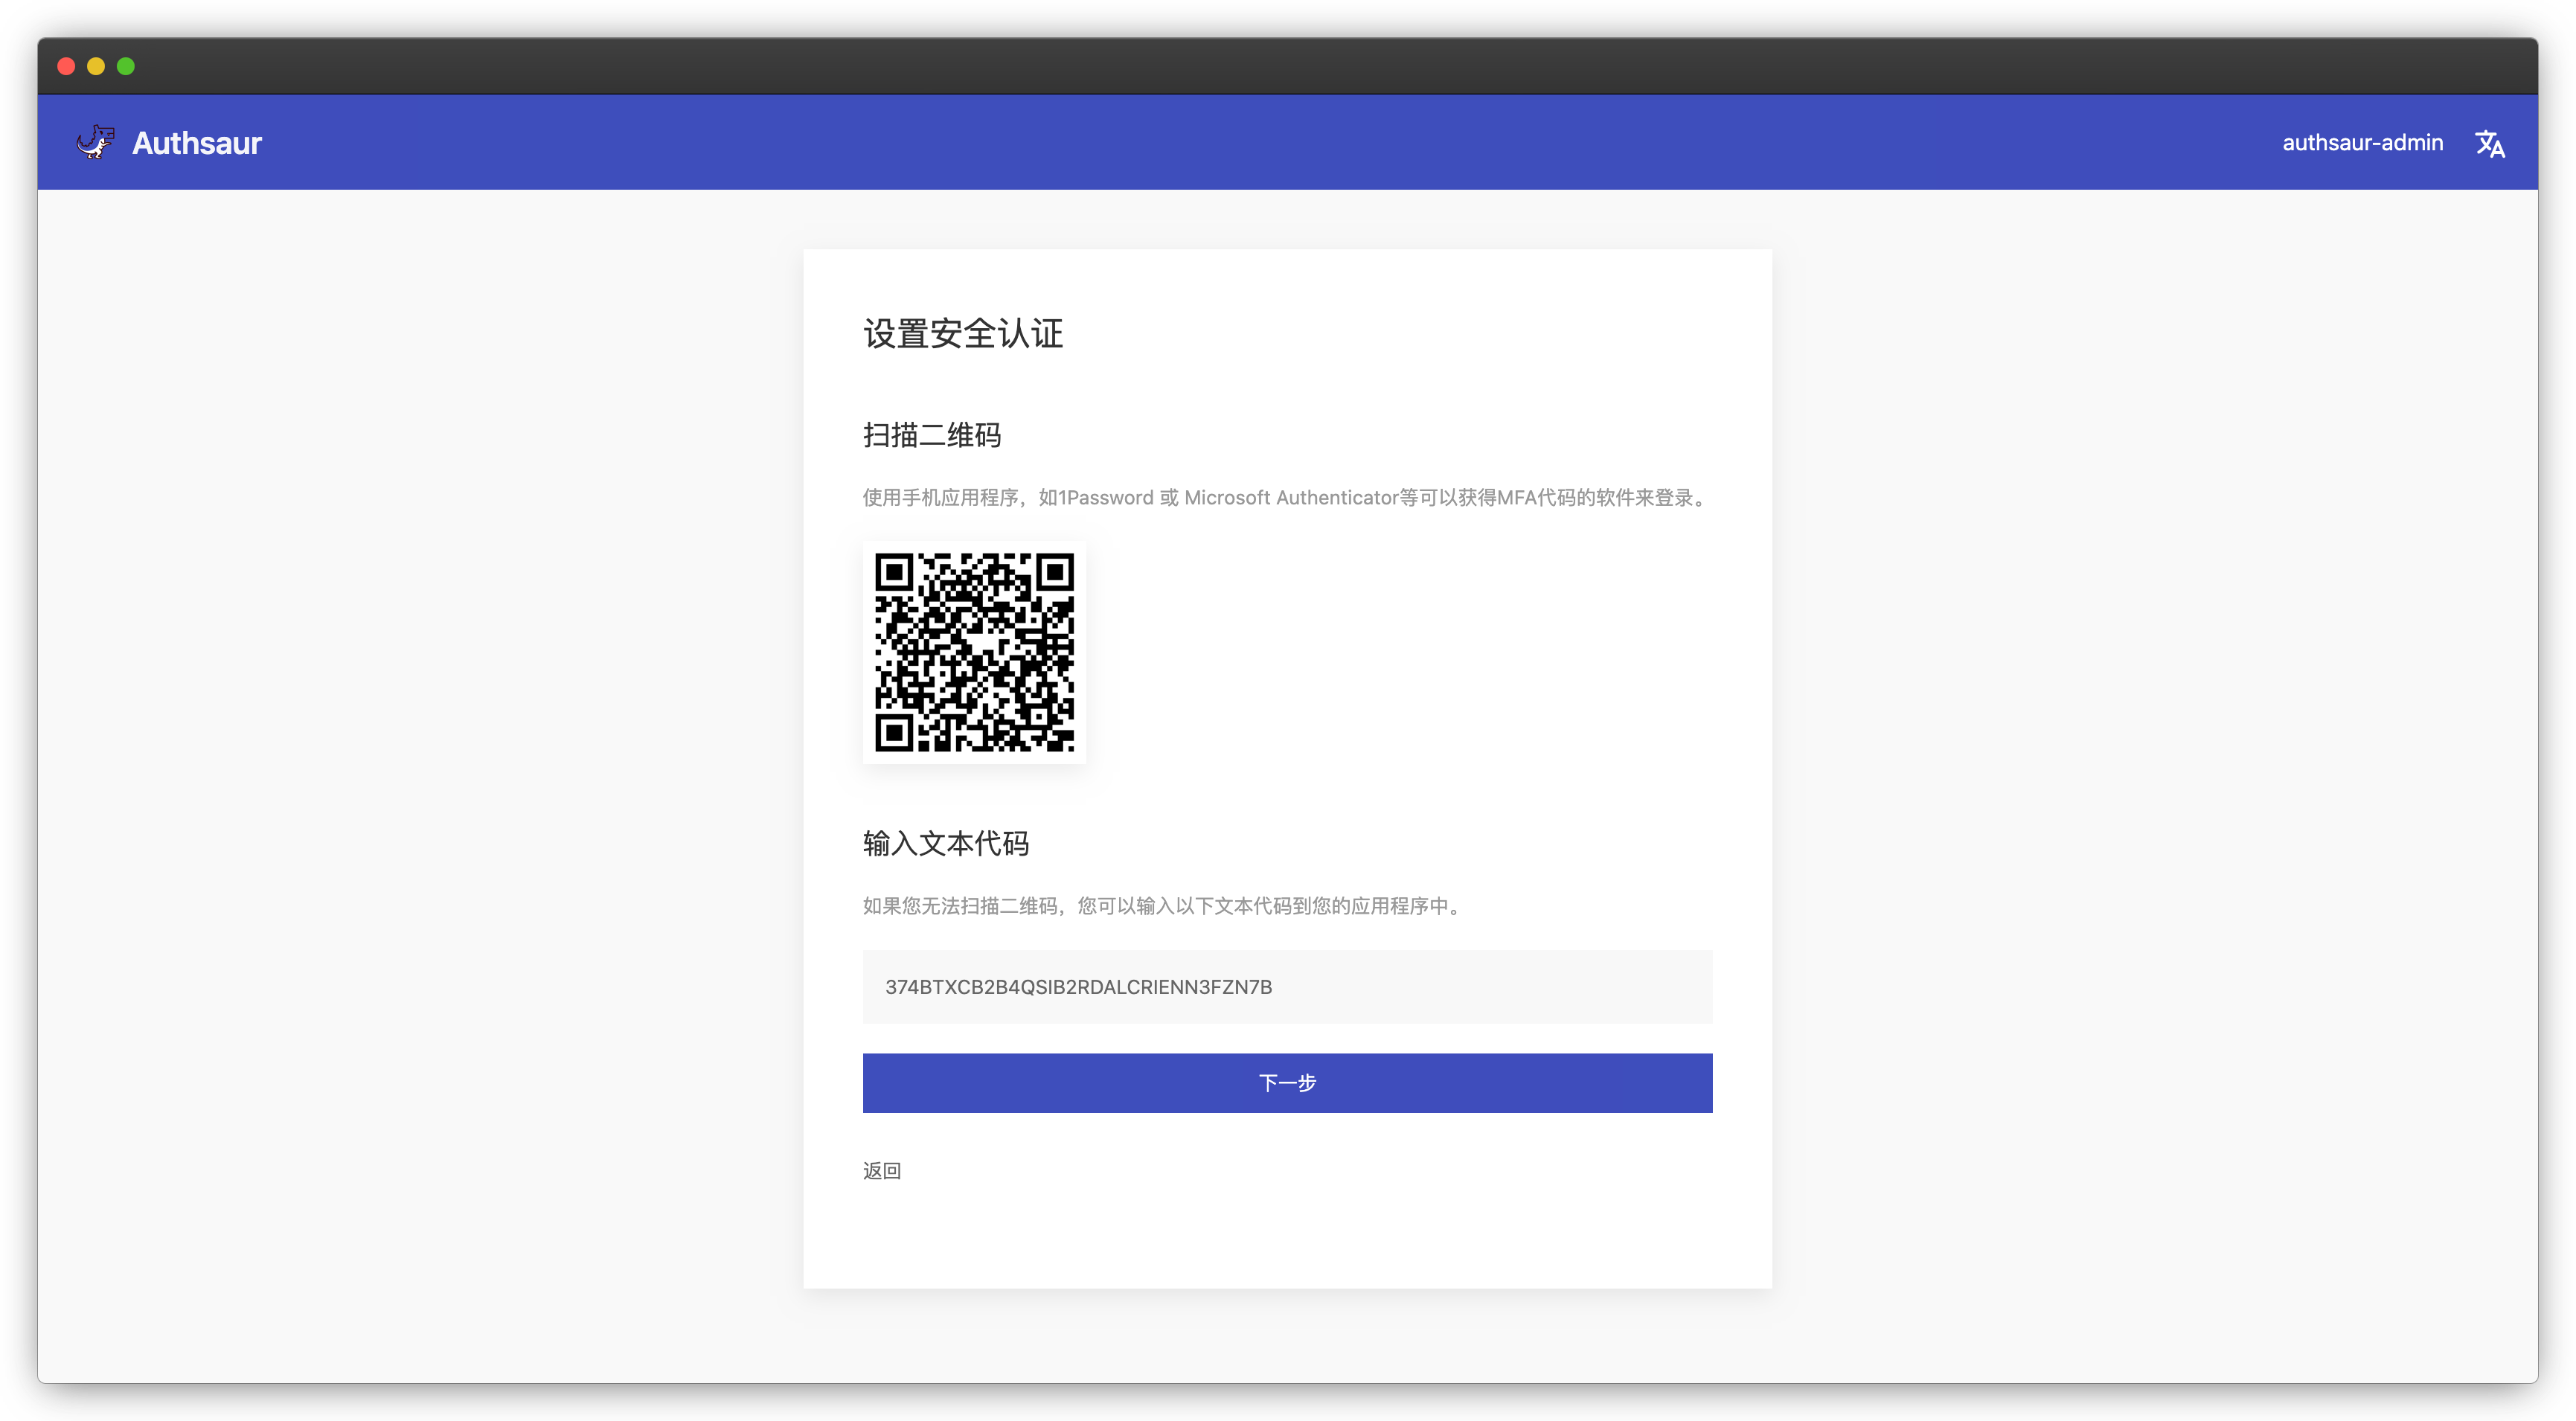 Authsaur
authsaur-admin
设置安全认证
扫描二维码
使用手机应用程序，如1Password 或 Microsoft Authenticator等可以获得MFA代码的软件来登录。
输入文本代码
如果您无法扫描二维码，您可以输入以下文本代码到您的应用程序中。
374BTXCB2B4QSIB2RDALCRIENN3FZN7B
下一步
返回